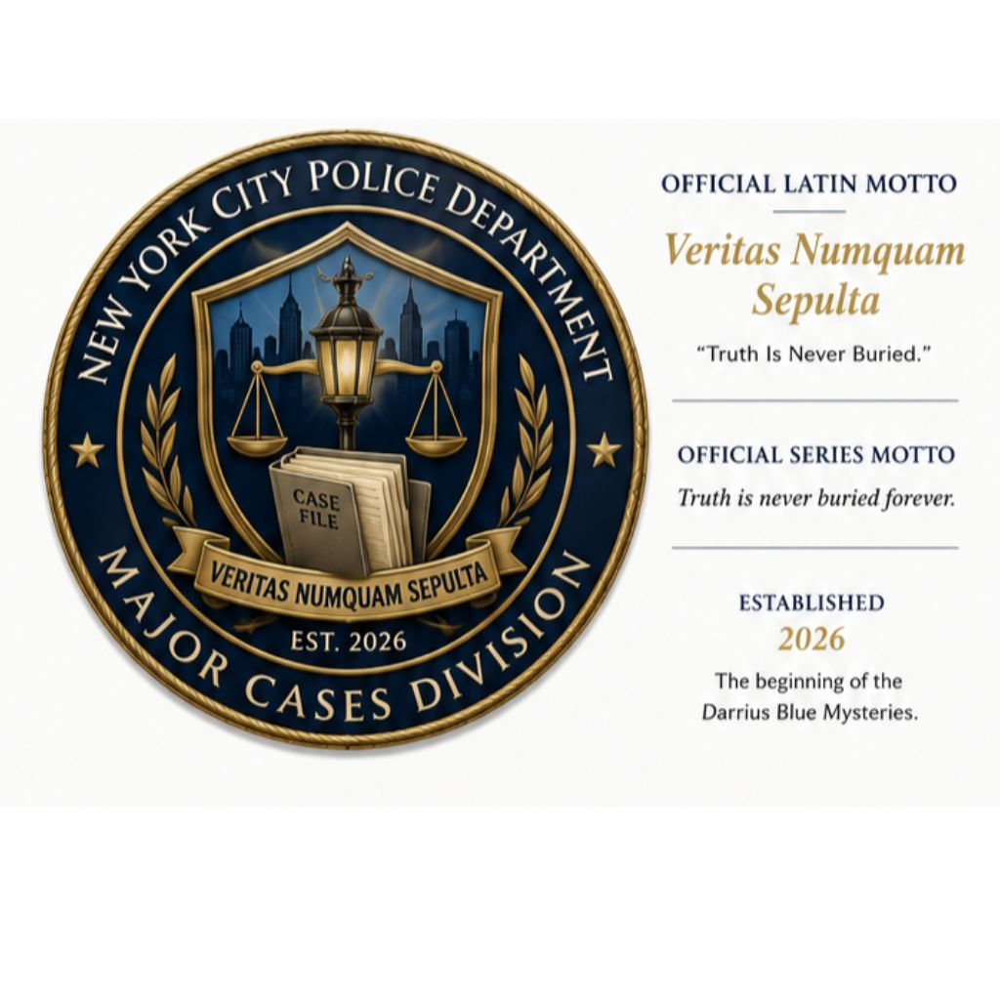 NEW YORK CITY POLICE DEPARTMENT
CASE
FILE
VERITAS NUMQUAM SEPULTA
EST. 2026
MAJOR CASES DIVISION
OFFICIAL LATIN MOTTO
Veritas Numquam
Sepulta
“Truth Is Never Buried.”
OFFICIAL SERIES MOTTO
Truth is never buried forever.
ESTABLISHED
2026
The beginning of the
Darrius Blue Mysteries.